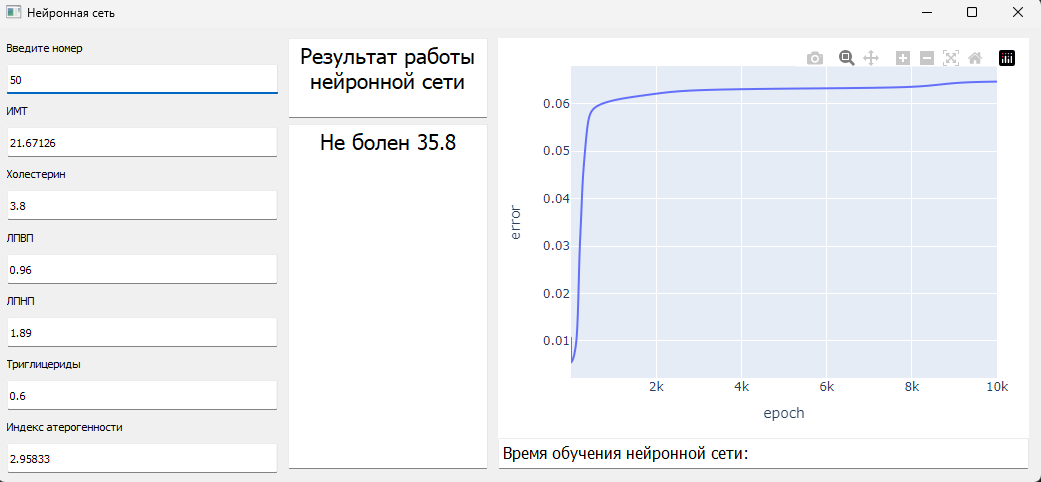 Нейронная сеть
Введите номер
50
ИМТ
21.67126
Холестерин
3.8
ЛПВП
0.96
ЛПНП
1.89
Триглицериды
0.6
Индекс атерогенности
2.95833
Результат работы
нейронной сети
Не болен 35.8
0.06
0.05
0.04
0.03
0.02
0.01
error
2k 4k 6k 8k 10k
epoch
Время обучения нейронной сети: